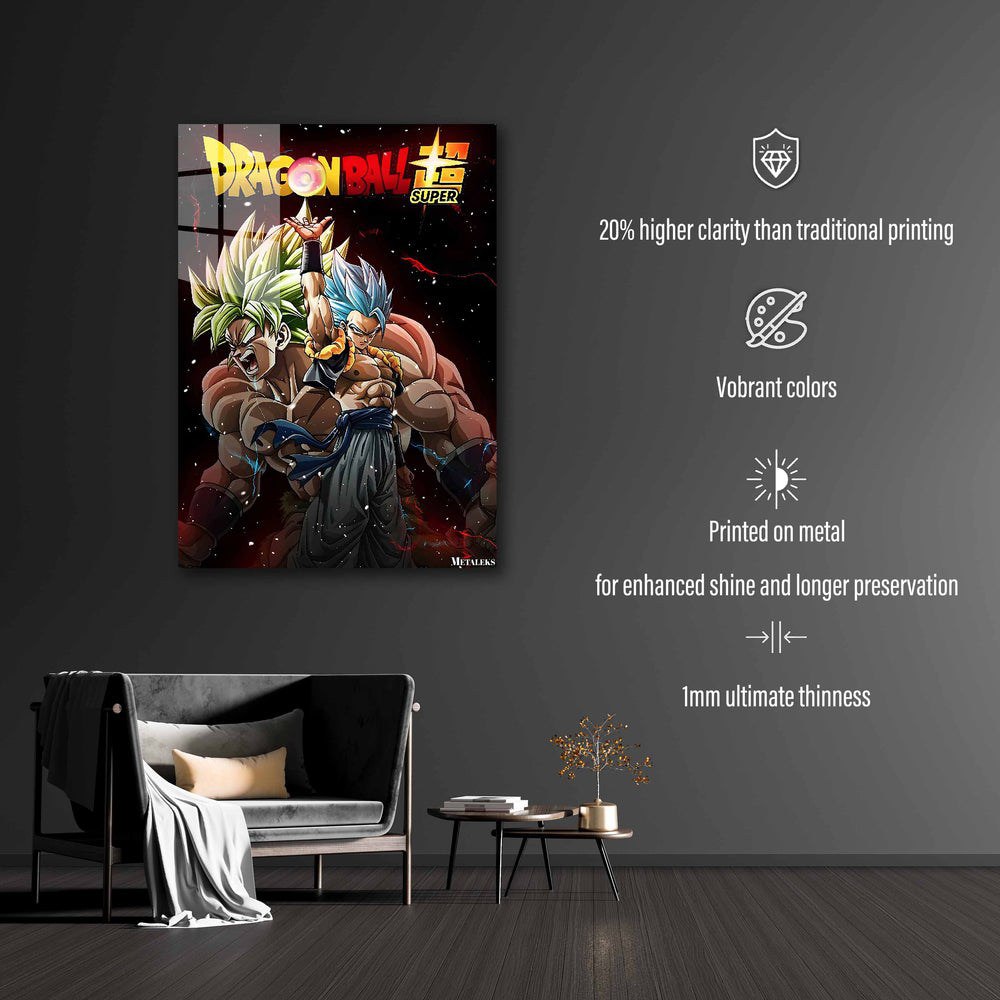 DRAGON BALL 超
SUPER
METALEKS
20% higher clarity than traditional printing
Vobrant colors
Printed on metal
for enhanced shine and longer preservation
1mm ultimate thinness